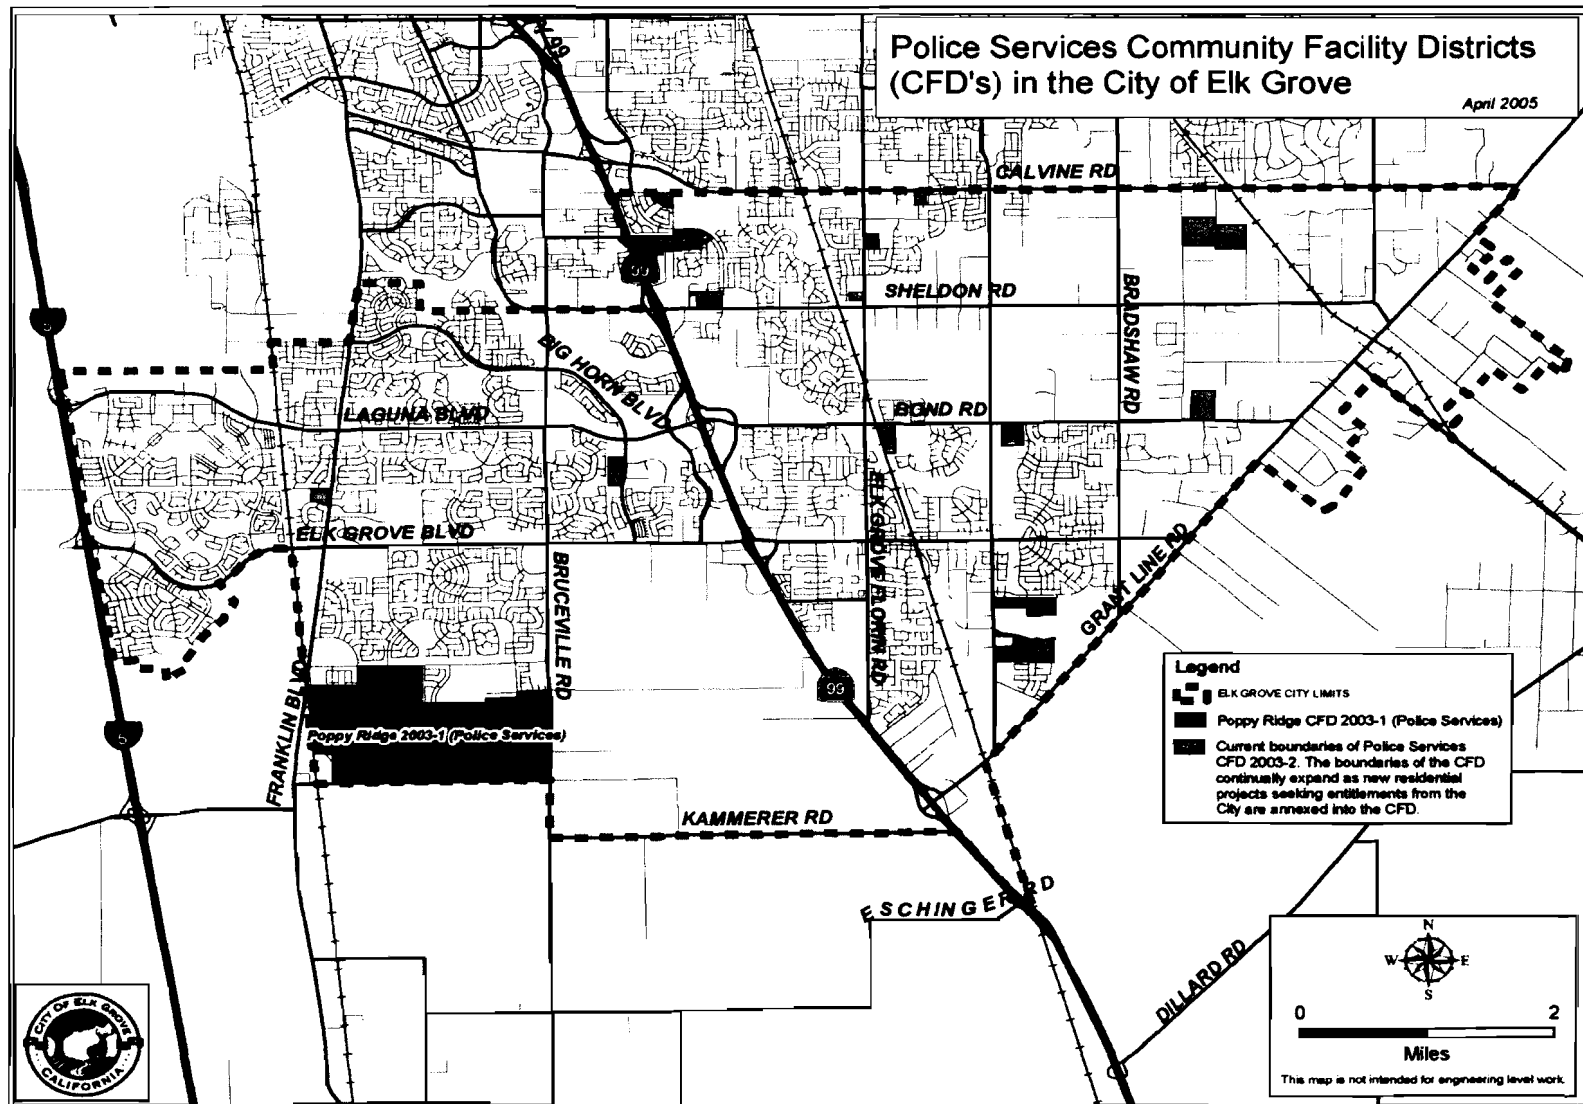 Police Services Community Facility Districts
(CFD's) in the City of Elk Grove
April 2005
99
CALVINE RD
99
SHELDON RD
BRADSHAW RD
5
BIG HORN BLVD
LAGUNA BLVD
BOND RD
ELK GROVE BLVD
ELK GROVE FLORIN RD
GRANT LINE RD
BRUCEVILLE RD
FRANKLIN BLVD
99
5
Poppy Ridge 2003-1 (Police Services)
KAMMERER RD
ESCHINGER RD
DILLARD RD
Legend
ELK GROVE CITY LIMITS
Poppy Ridge CFD 2003-1 (Police Services)
Current boundaries of Police Services
CFD 2003-2. The boundaries of the CFD
continually expand as new residential
projects seeking entitlements from the
City are annexed into the CFD.
N
W E
S
0 2
Miles
This map is not intended for engineering level work.
CITY OF ELK GROVE
CALIFORNIA